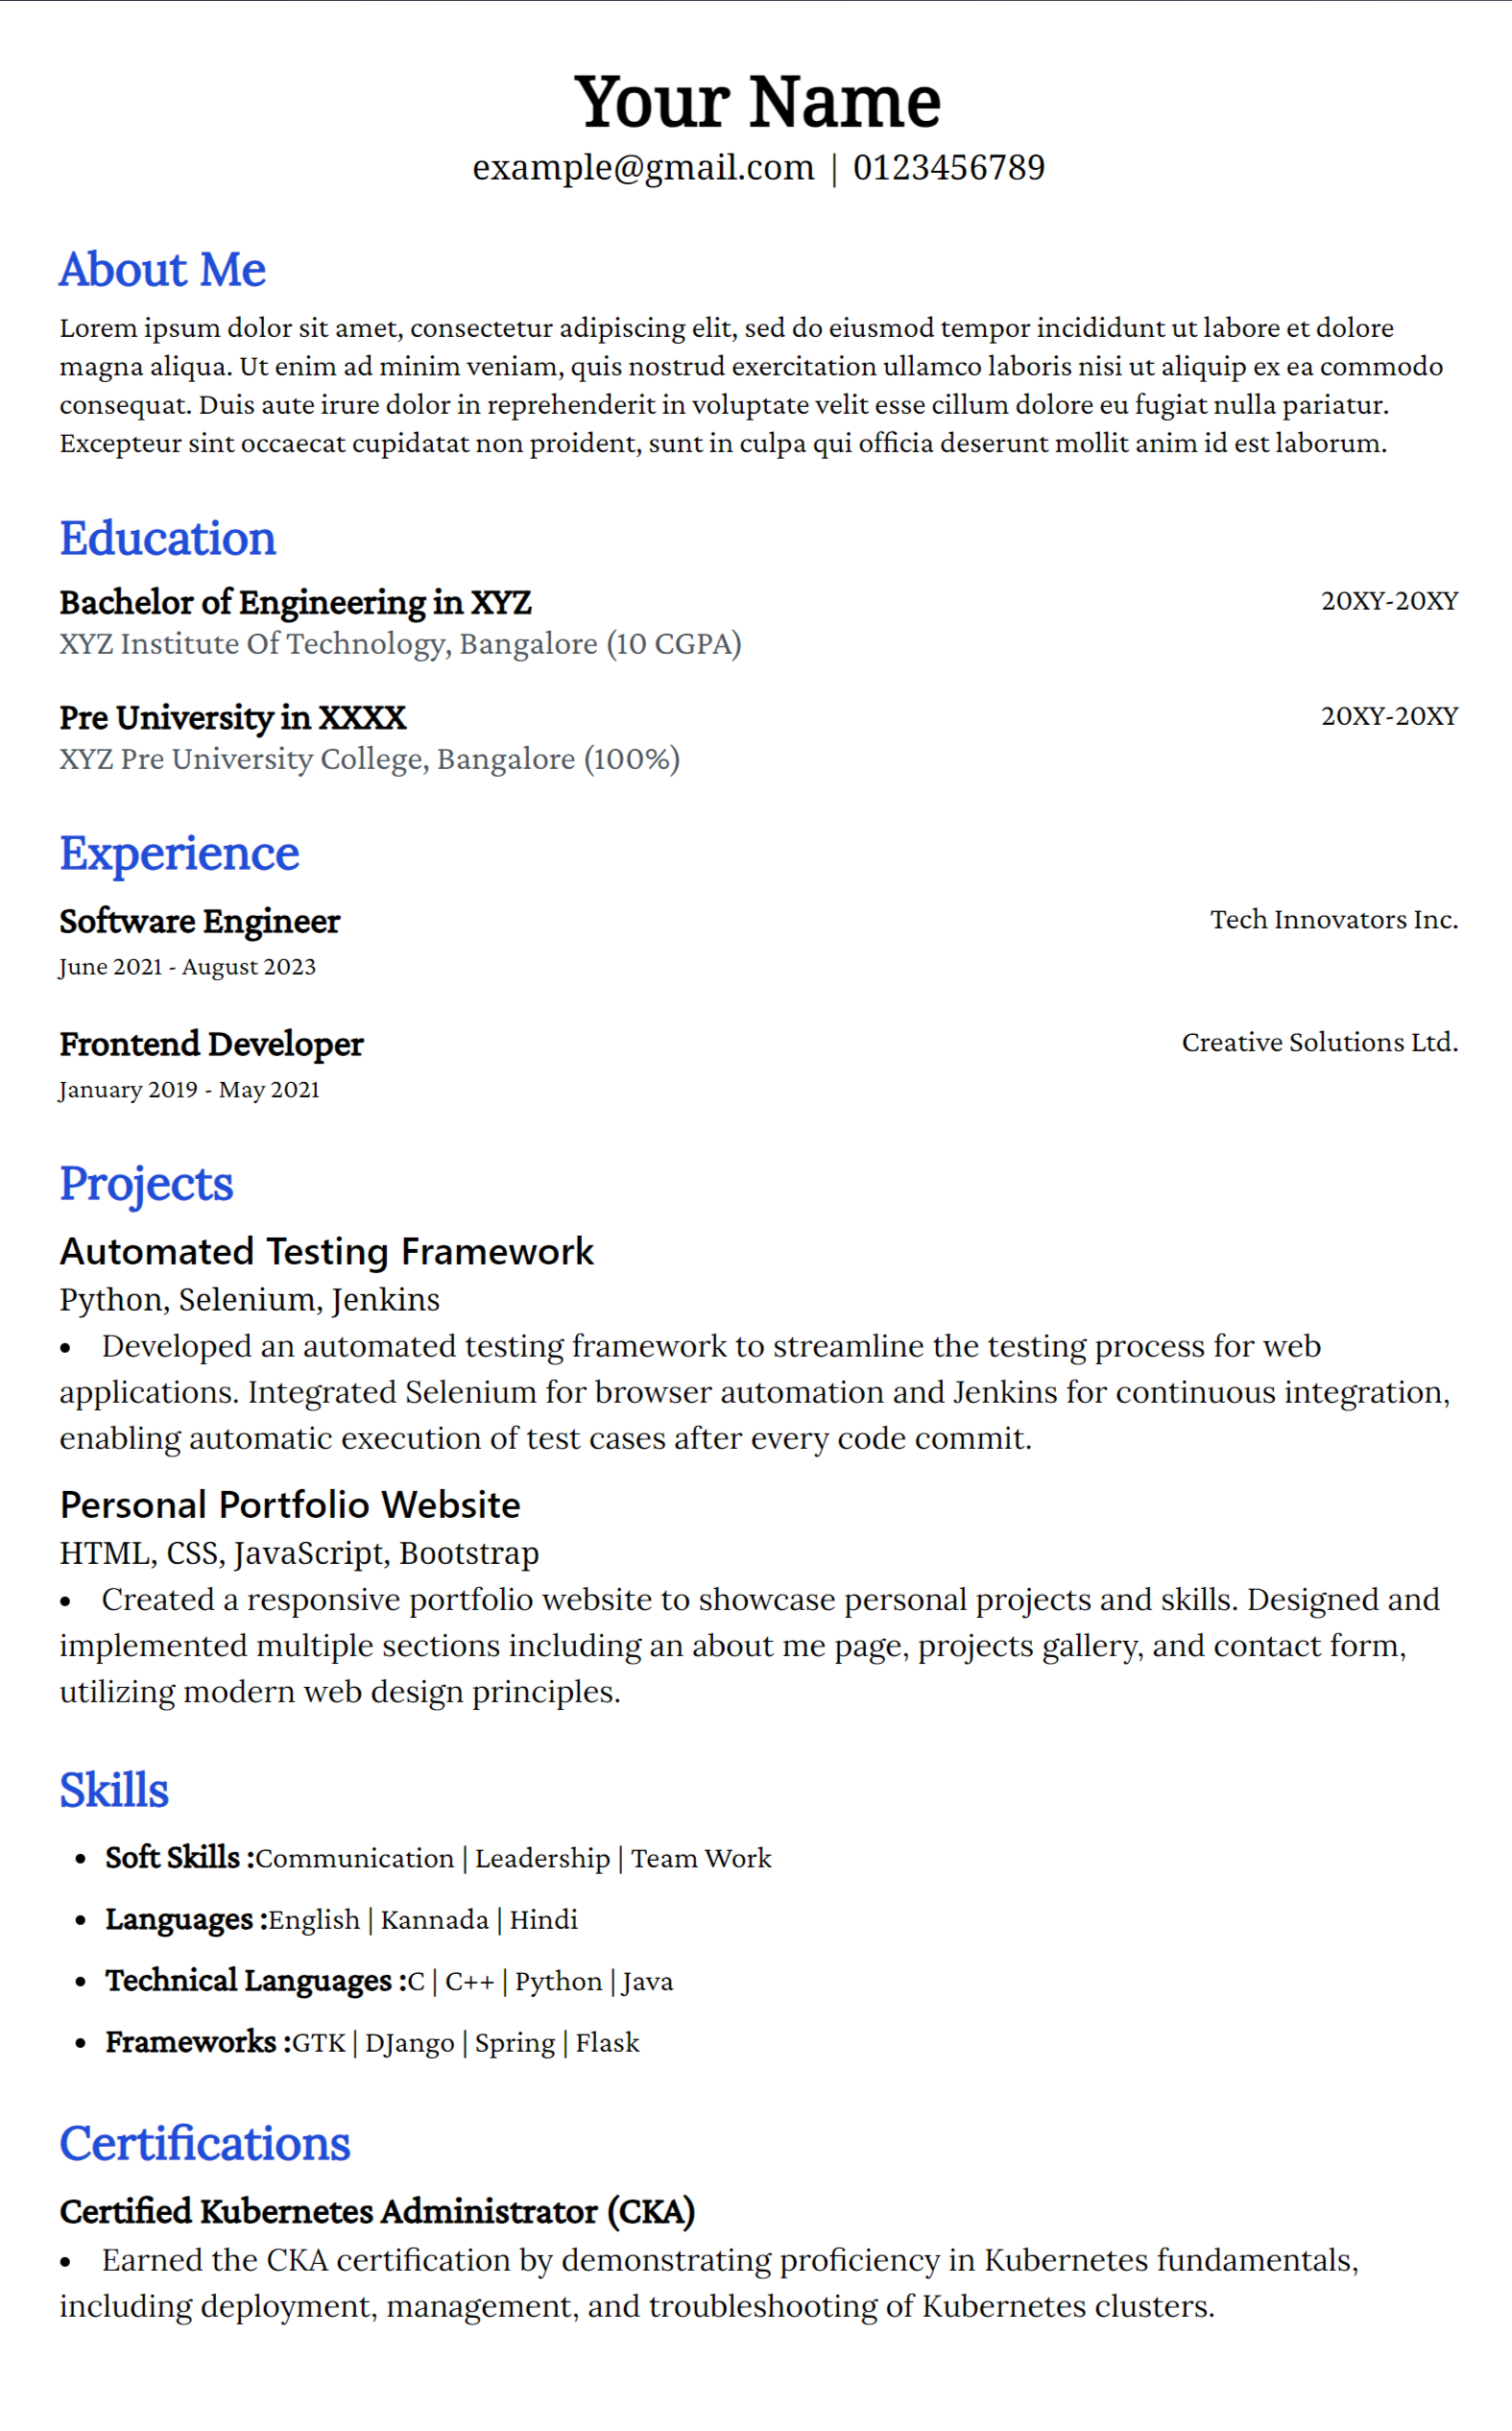 Your Name
example@gmail.com | 0123456789
About Me
Lorem ipsum dolor sit amet, consectetur adipiscing elit, sed do eiusmod tempor incididunt ut labore et dolore
magna aliqua. Ut enim ad minim veniam, quis nostrud exercitation ullamco laboris nisi ut aliquip ex ea commodo
consequat. Duis aute irure dolor in reprehenderit in voluptate velit esse cillum dolore eu fugiat nulla pariatur.
Excepteur sint occaecat cupidatat non proident, sunt in culpa qui officia deserunt mollit anim id est laborum.
Education
Bachelor of Engineering in XYZ 20XY-20XY
XYZ Institute Of Technology, Bangalore (10 CGPA)
Pre University in XXXX 20XY-20XY
XYZ Pre University College, Bangalore (100%)
Experience
Software Engineer Tech Innovators Inc.
June 2021 - August 2023
Frontend Developer Creative Solutions Ltd.
January 2019 - May 2021
Projects
Automated Testing Framework
Python, Selenium, Jenkins
• Developed an automated testing framework to streamline the testing process for web
applications. Integrated Selenium for browser automation and Jenkins for continuous integration,
enabling automatic execution of test cases after every code commit.
Personal Portfolio Website
HTML, CSS, JavaScript, Bootstrap
• Created a responsive portfolio website to showcase personal projects and skills. Designed and
implemented multiple sections including an about me page, projects gallery, and contact form,
utilizing modern web design principles.
Skills
• Soft Skills :Communication | Leadership | Team Work
• Languages :English | Kannada | Hindi
• Technical Languages :C | C++ | Python | Java
• Frameworks :GTK | DJango | Spring | Flask
Certifications
Certified Kubernetes Administrator (CKA)
• Earned the CKA certification by demonstrating proficiency in Kubernetes fundamentals,
including deployment, management, and troubleshooting of Kubernetes clusters.